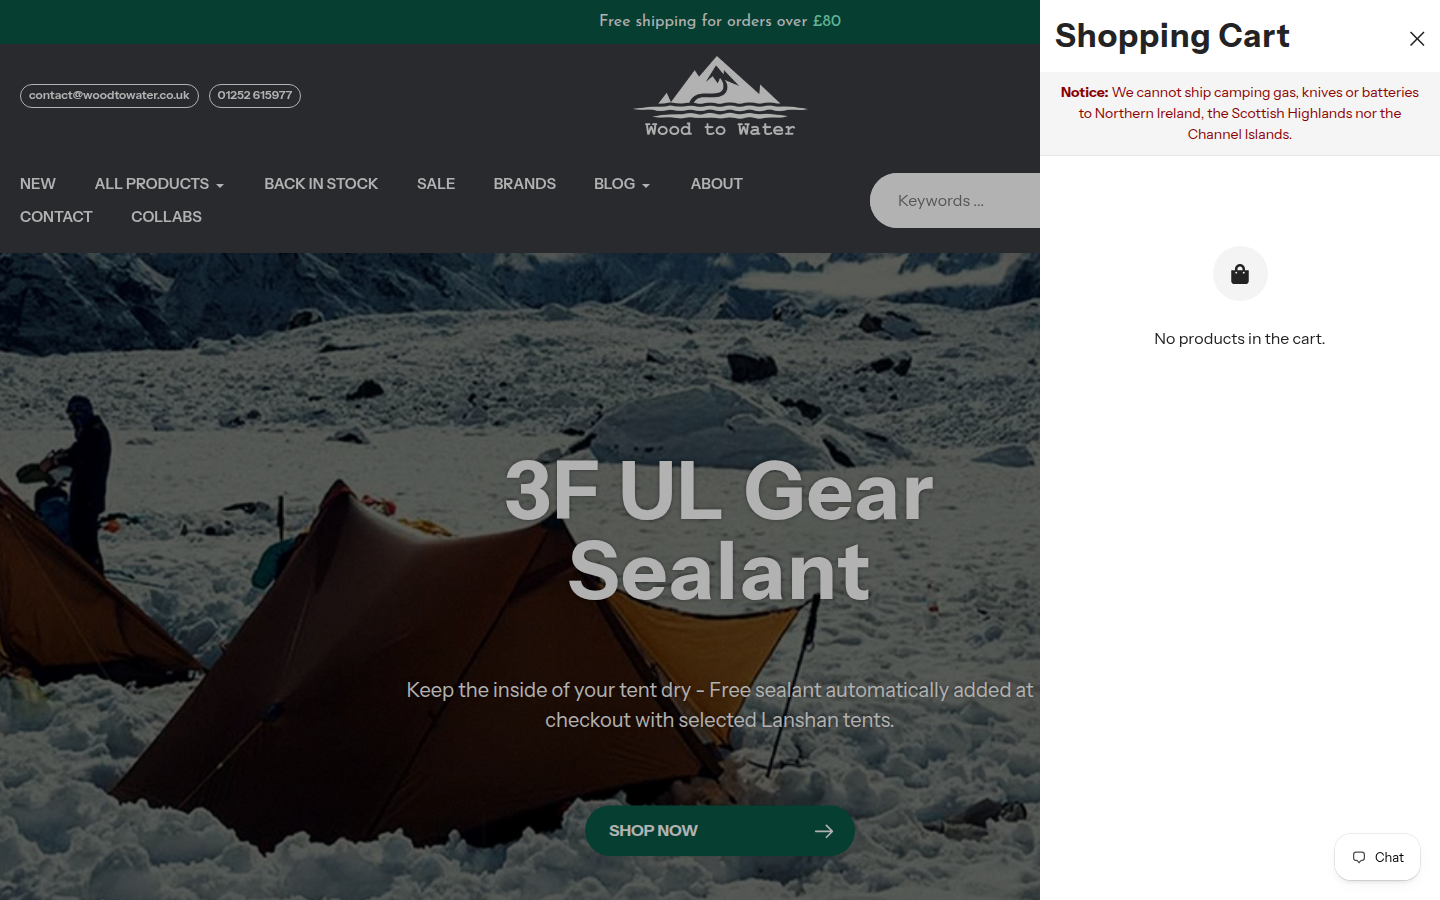 Free shipping for orders over £80
contact@woodtowater.co.uk
01252 615977
Wood to Water
NEW
ALL PRODUCTS
BACK IN STOCK
SALE
BRANDS
BLOG
ABOUT
CONTACT
COLLABS
Keywords ...
3F UL Gear
Sealant
Keep the inside of your tent dry - Free sealant automatically added at
checkout with selected Lanshan tents.
SHOP NOW
Shopping Cart
Notice: We cannot ship camping gas, knives or batteries
to Northern Ireland, the Scottish Highlands nor the
Channel Islands.
No products in the cart.
Chat